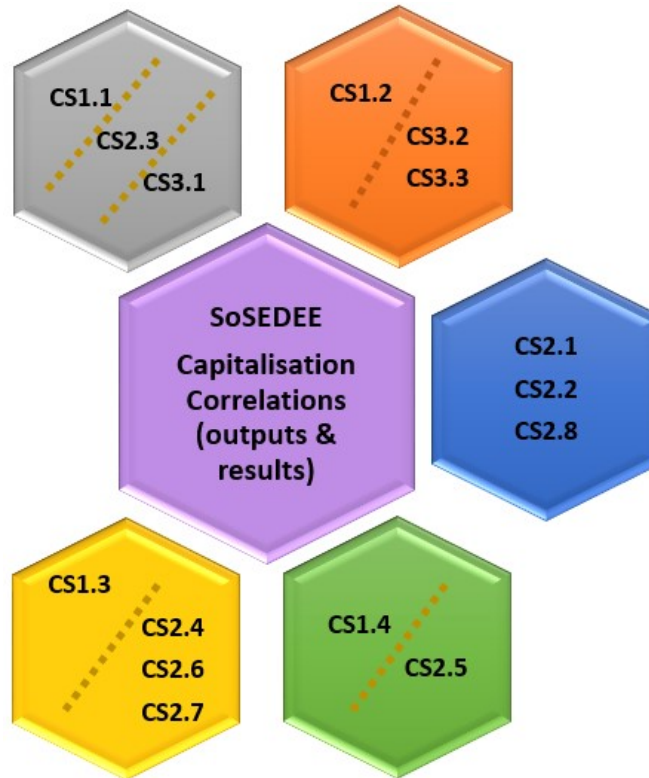 CS1.1
CS2.3
CS3.1
CS1.2
CS3.2
CS3.3
SoSEDEE
Capitalisation
Correlations
(outputs &
results)
CS2.1
CS2.2
CS2.8
CS1.3
CS2.4
CS2.6
CS2.7
CS1.4
CS2.5